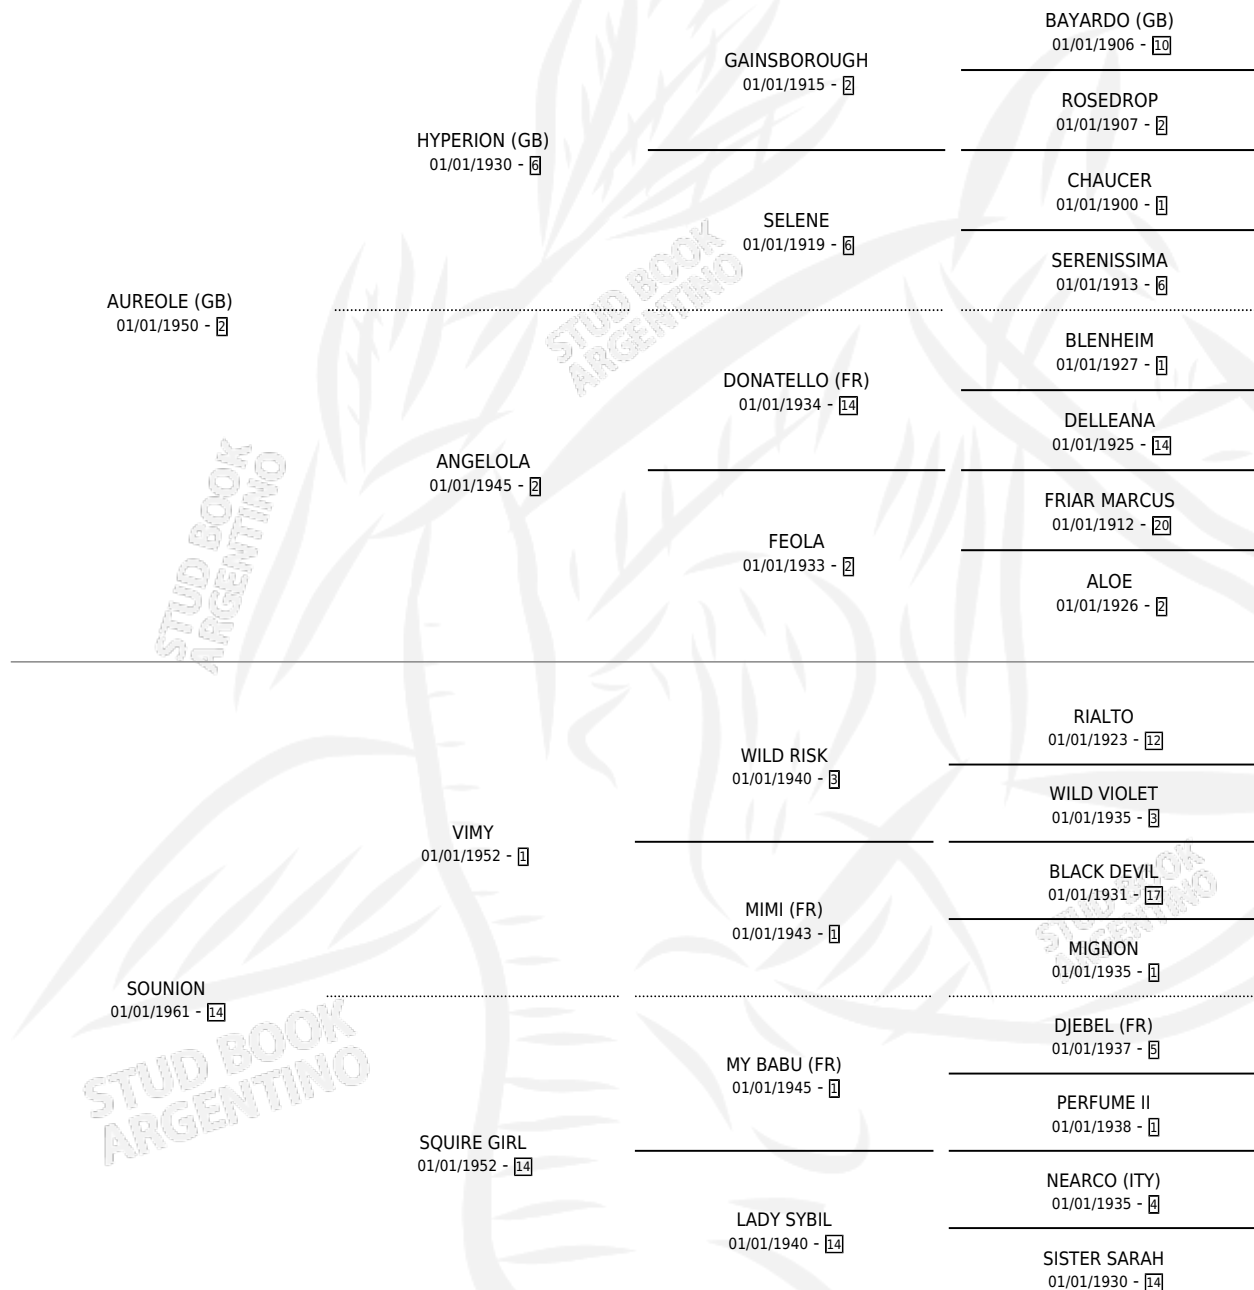 BAYARDO (GB)
01/01/1906 - 10
GAINSBOROUGH
01/01/1915 - 2
ROSEDROP
01/01/1907 - 2
HYPERION (GB)
01/01/1930 - 6
CHAUCER
01/01/1900 - 1
SELENE
01/01/1919 - 6
SERENISSIMA
01/01/1913 - 6
AUREOLE (GB)
01/01/1950 - 2
BLENHEIM
01/01/1927 - 1
DONATELLO (FR)
01/01/1934 - 14
DELLEANA
01/01/1925 - 14
ANGELOLA
01/01/1945 - 2
FRIAR MARCUS
01/01/1912 - 20
FEOLA
01/01/1933 - 2
ALOE
01/01/1926 - 2
RIALTO
01/01/1923 - 12
WILD RISK
01/01/1940 - 3
WILD VIOLET
01/01/1935 - 3
VIMY
01/01/1952 - 1
BLACK DEVIL
01/01/1931 - 17
MIMI (FR)
01/01/1943 - 1
MIGNON
01/01/1935 - 1
SOUNION
01/01/1961 - 14
DJEBEL (FR)
01/01/1937 - 5
MY BABU (FR)
01/01/1945 - 1
PERFUME II
01/01/1938 - 1
SQUIRE GIRL
01/01/1952 - 14
NEARCO (ITY)
01/01/1935 - 4
LADY SYBIL
01/01/1940 - 14
SISTER SARAH
01/01/1930 - 14
STUD BOOK
ARGENTINO
STUD BOOK
ARGENTINO
STUD BOOK
ARGENTINO
STUD BOOK
ARGENTINO